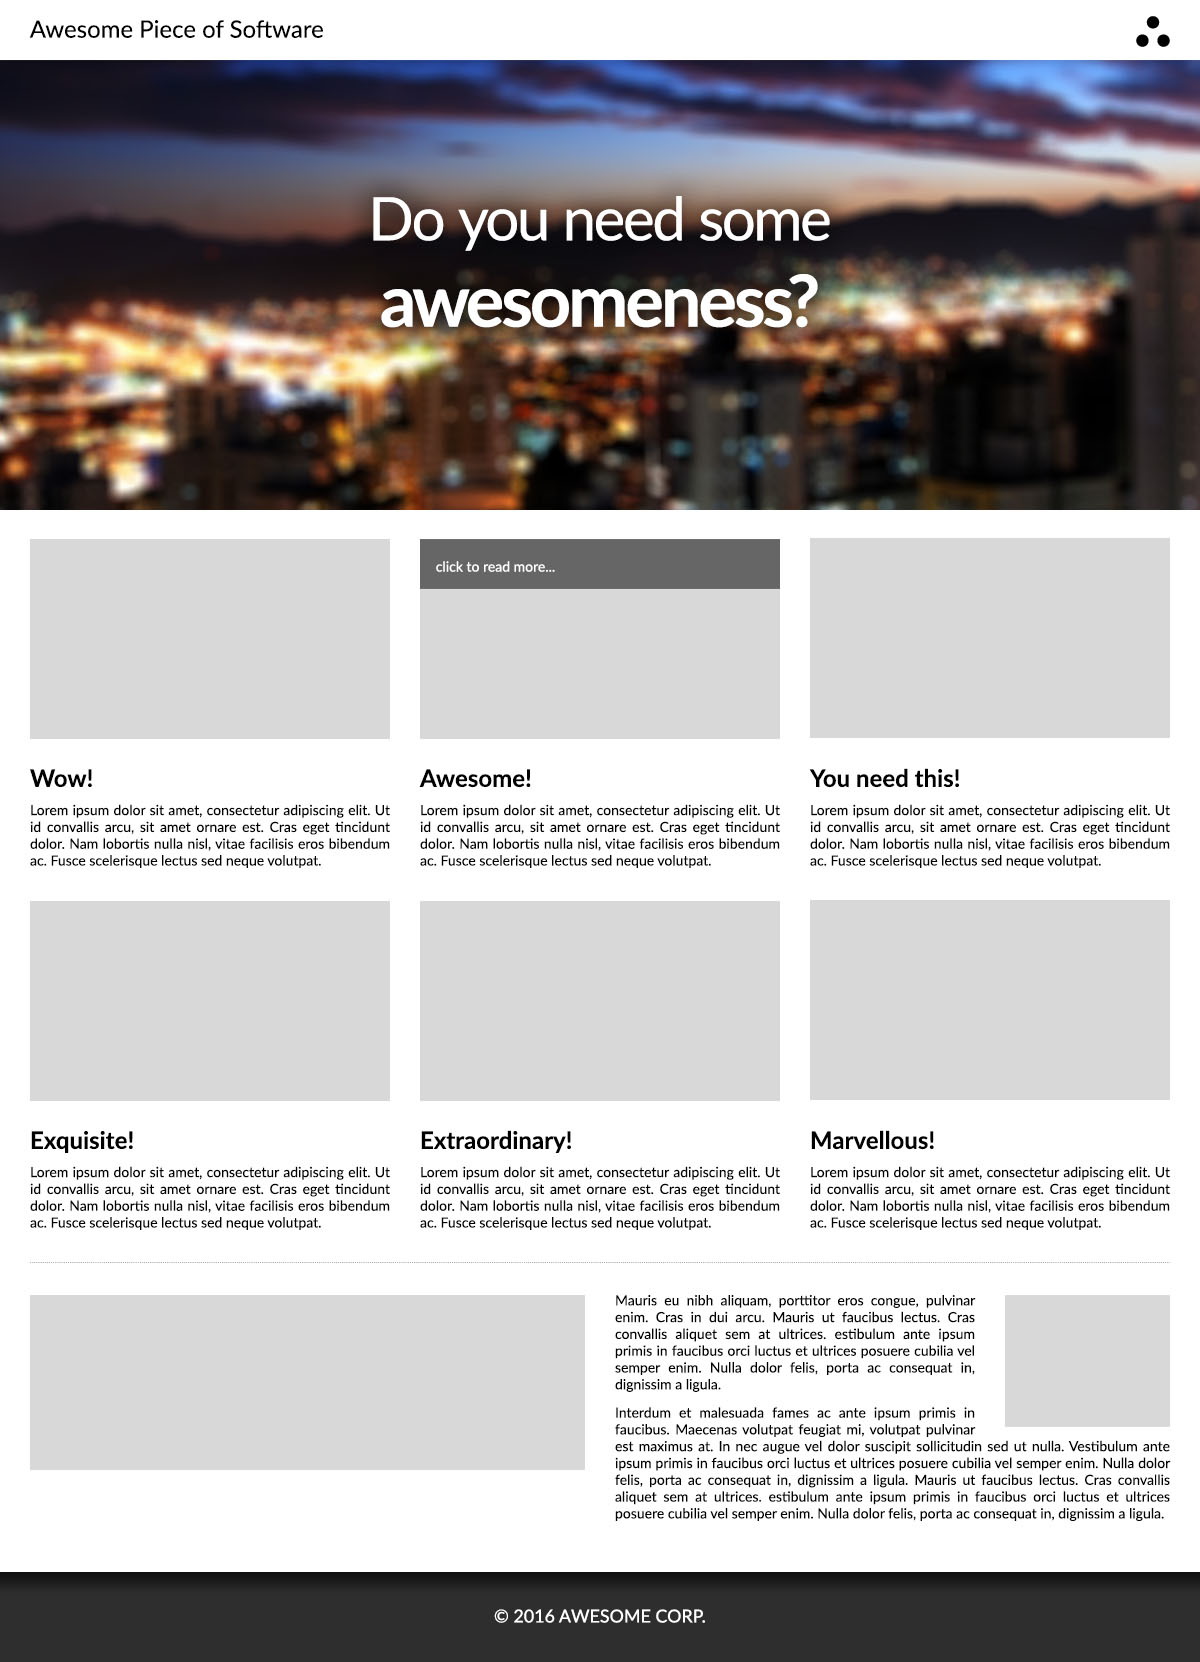 Awesome Piece of Software
Do you need some
awesomeness?
click to read more...
Wow!
Lorem ipsum dolor sit amet, consectetur adipiscing elit. Ut
id convallis arcu, sit amet ornare est. Cras eget tincidunt
dolor. Nam lobortis nulla nisl, vitae facilisis eros bibendum
ac. Fusce scelerisque lectus sed neque volutpat.
Awesome!
Lorem ipsum dolor sit amet, consectetur adipiscing elit. Ut
id convallis arcu, sit amet ornare est. Cras eget tincidunt
dolor. Nam lobortis nulla nisl, vitae facilisis eros bibendum
ac. Fusce scelerisque lectus sed neque volutpat.
You need this!
Lorem ipsum dolor sit amet, consectetur adipiscing elit. Ut
id convallis arcu, sit amet ornare est. Cras eget tincidunt
dolor. Nam lobortis nulla nisl, vitae facilisis eros bibendum
ac. Fusce scelerisque lectus sed neque volutpat.
Exquisite!
Lorem ipsum dolor sit amet, consectetur adipiscing elit. Ut
id convallis arcu, sit amet ornare est. Cras eget tincidunt
dolor. Nam lobortis nulla nisl, vitae facilisis eros bibendum
ac. Fusce scelerisque lectus sed neque volutpat.
Extraordinary!
Lorem ipsum dolor sit amet, consectetur adipiscing elit. Ut
id convallis arcu, sit amet ornare est. Cras eget tincidunt
dolor. Nam lobortis nulla nisl, vitae facilisis eros bibendum
ac. Fusce scelerisque lectus sed neque volutpat.
Marvellous!
Lorem ipsum dolor sit amet, consectetur adipiscing elit. Ut
id convallis arcu, sit amet ornare est. Cras eget tincidunt
dolor. Nam lobortis nulla nisl, vitae facilisis eros bibendum
ac. Fusce scelerisque lectus sed neque volutpat.
Mauris eu nibh aliquam, porttitor eros congue, pulvinar
enim. Cras in dui arcu. Mauris ut faucibus lectus. Cras
convallis aliquet sem at ultrices. estibulum ante ipsum
primis in faucibus orci luctus et ultrices posuere cubilia vel
semper enim. Nulla dolor felis, porta ac consequat in,
dignissim a ligula.
Interdum et malesuada fames ac ante ipsum primis in
faucibus. Maecenas volutpat feugiat mi, volutpat pulvinar
est maximus at. In nec augue vel dolor suscipit sollicitudin sed ut nulla. Vestibulum ante
ipsum primis in faucibus orci luctus et ultrices posuere cubilia vel semper enim. Nulla dolor
felis, porta ac consequat in, dignissim a ligula. Mauris ut faucibus lectus. Cras convallis
aliquet sem at ultrices. estibulum ante ipsum primis in faucibus orci luctus et ultrices
posuere cubilia vel semper enim. Nulla dolor felis, porta ac consequat in, dignissim a ligula.
© 2016 AWESOME CORP.